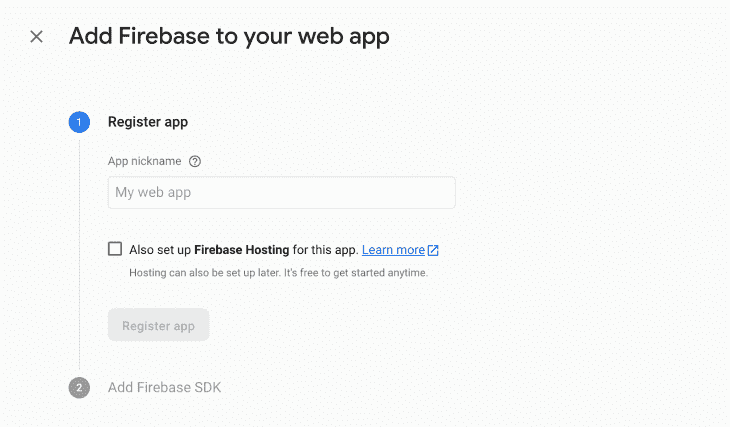 Add Firebase to your web app
1
Register app
App nickname
My web app
Also set up Firebase Hosting for this app. Learn more
Hosting can also be set up later. It's free to get started anytime.
Register app
2
Add Firebase SDK